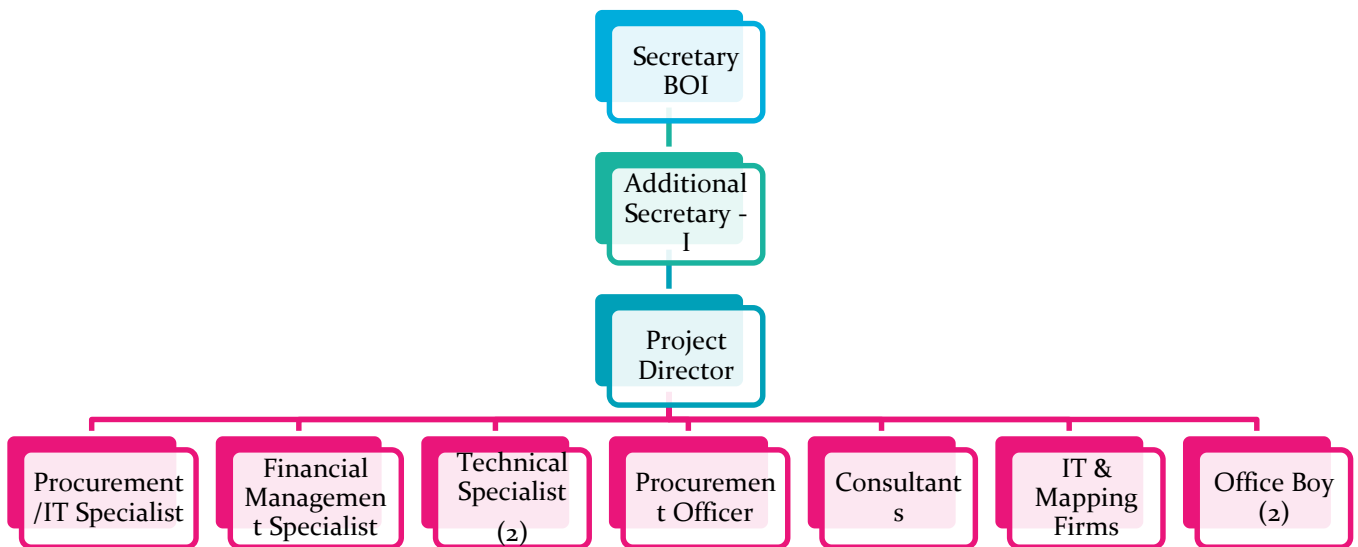 Secretary
BOI
Additional
Secretary -
I
Project
Director
Procurement
/IT Specialist
Financial
Managemen
t Specialist
Technical
Specialist
(2)
Procuremen
t Officer
Consultant
s
IT &
Mapping
Firms
Office Boy
(2)